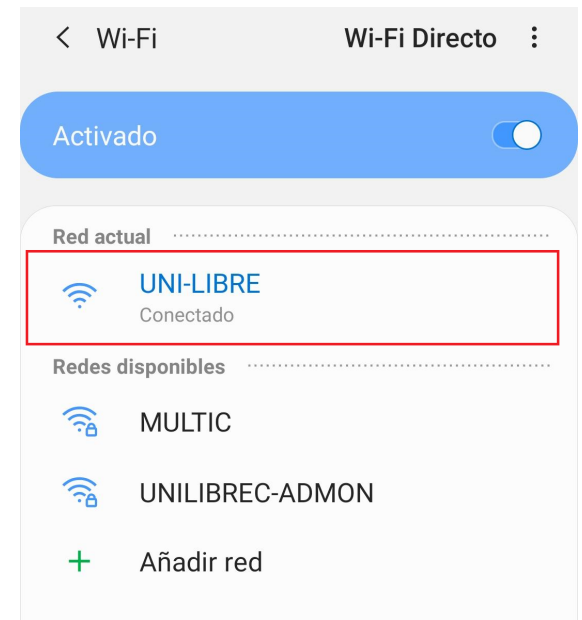 Wi-Fi Wi-Fi Directo
Activado
Red actual
UNI-LIBRE
Conectado
Redes disponibles
MULTIC
UNILIBREC-ADMON
Añadir red